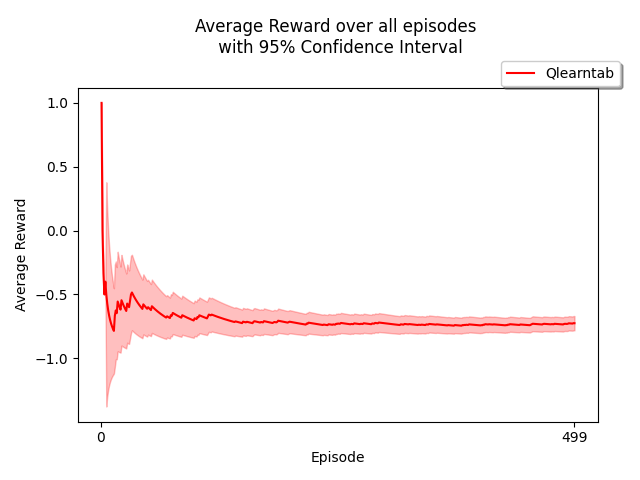 Average Reward over all episodes
with 95% Confidence Interval
Qlearntab
1.0
0.5
0.0
−0.5
−1.0
Average Reward
0
499
Episode